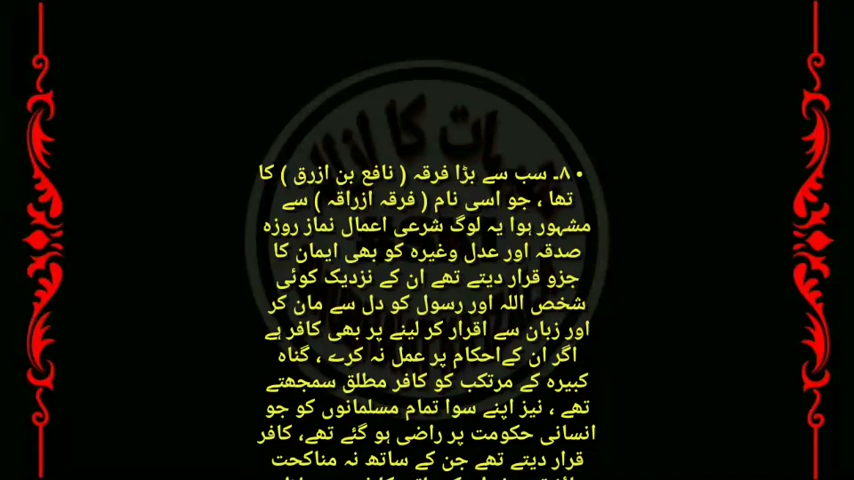 • ۸۔ سب سے بڑا فرقہ ( نافع بن ازرق ) کا
تھا ، جو اسی نام ( فرقہ ازراقہ ) سے
مشہور ہوا یہ لوگ شرعی اعمال نماز روزہ
صدقہ اور عدل وغیرہ کو بھی ایمان کا
جزو قرار دیتے تھے ان کے نزدیک کوئی
شخص اللہ اور رسول کو دل سے مان کر
اور زبان سے اقرار کر لینے پر بھی کافر ہے
اگر ان کےاحکام پر عمل نہ کرے ، گناہ
کبیرہ کے مرتکب کو کافر مطلق سمجھتے
تھے ، نیز اپنے سوا تمام مسلمانوں کو جو
انسانی حکومت پر راضی ہو گئے تھے، کافر
قرار دیتے تھے جن کے ساتھ نہ مناکحت